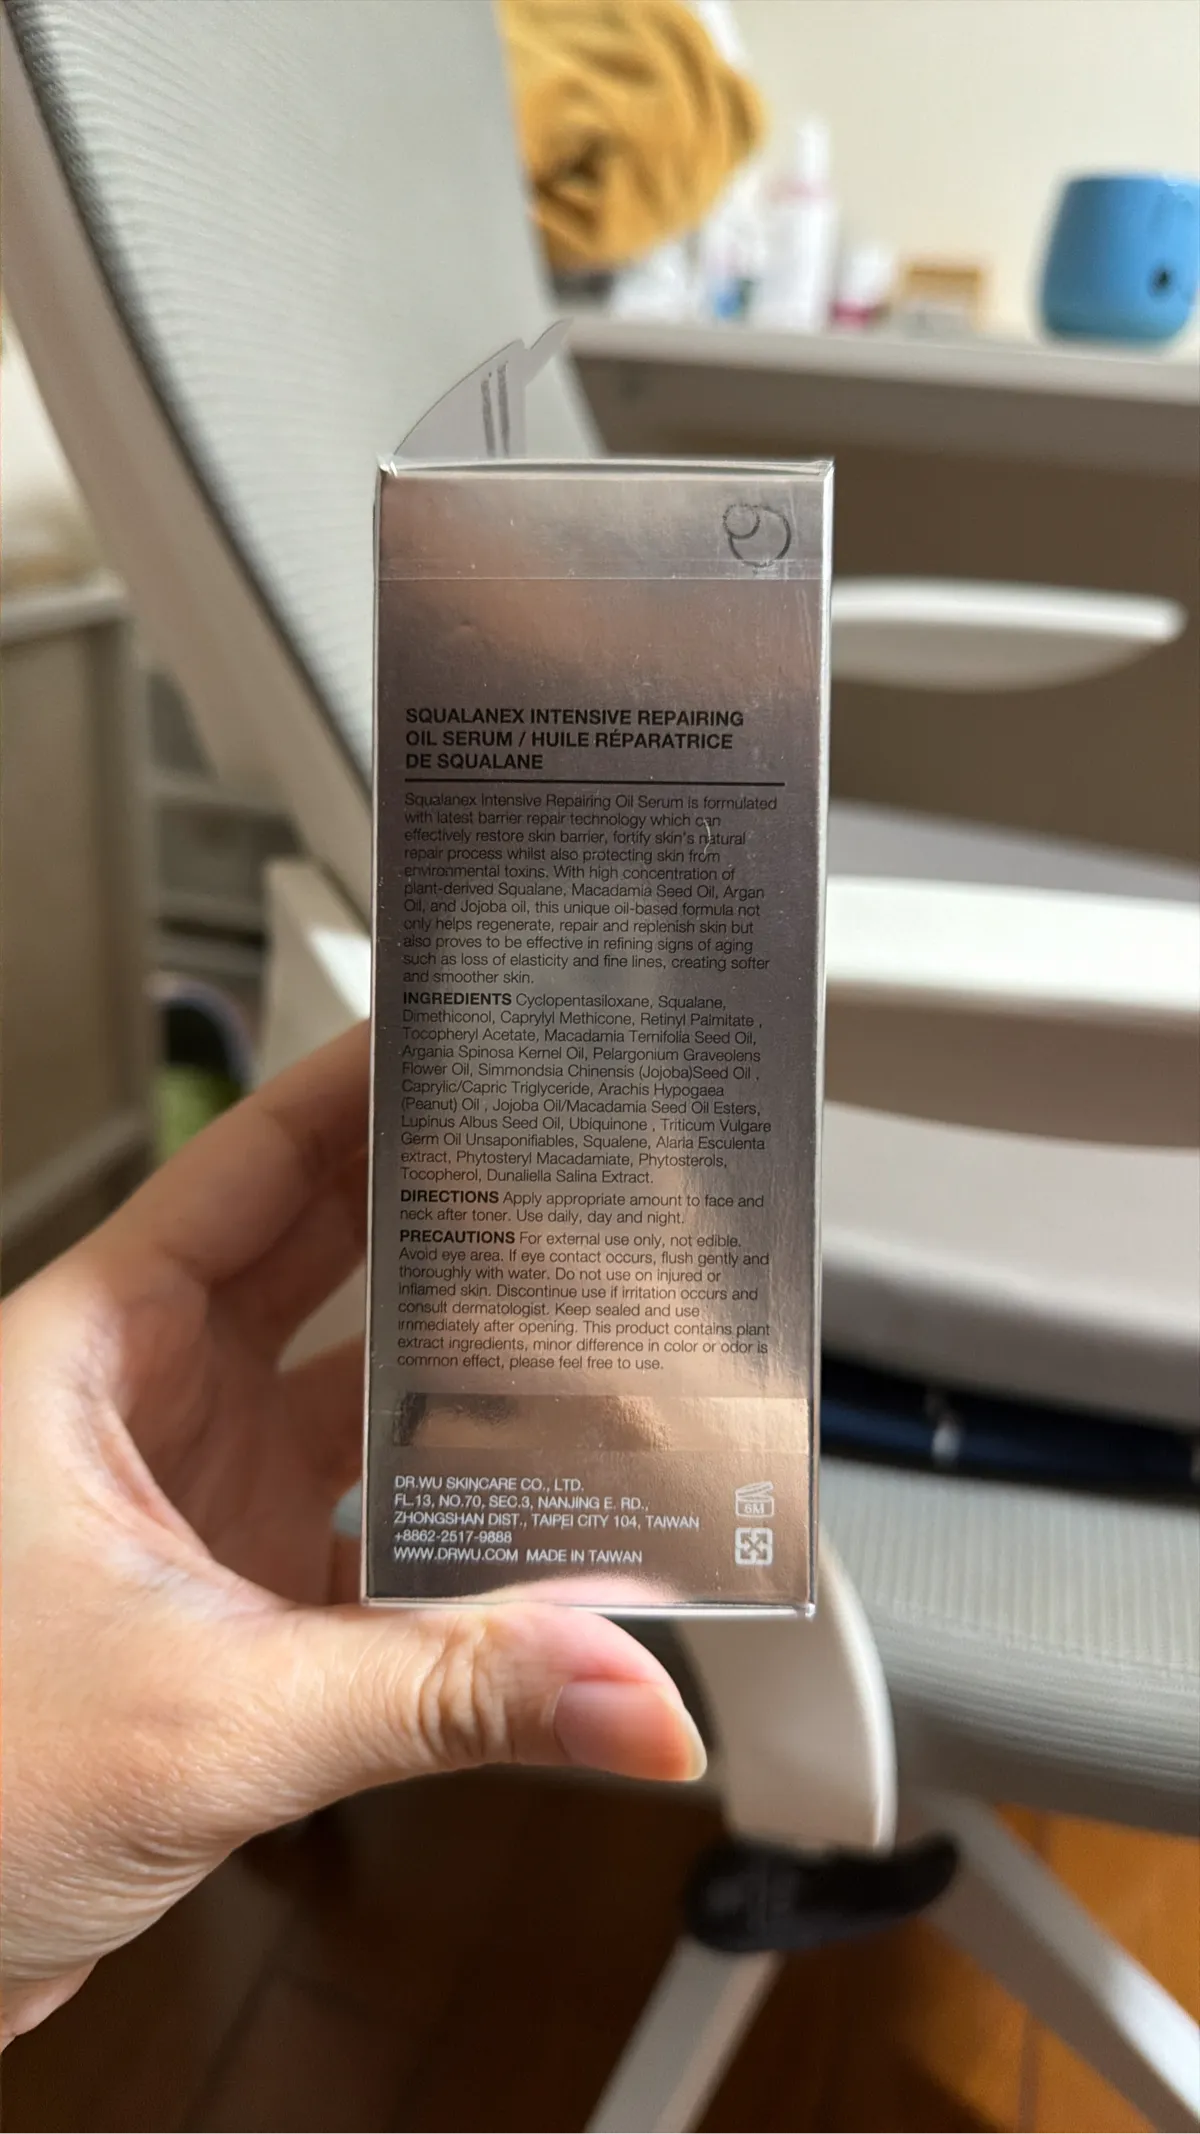 SQUALANEX INTENSIVE REPAIRING
OIL SERUM / HUILE RÉPARATRICE
DE SQUALANE
Squalanex Intensive Repairing Oil Serum is formulated
with latest barrier repair technology which can
effectively restore skin barrier, fortify skin's natural
repair process whilst also protecting skin from
environmental toxins. With high concentration of
plant-derived Squalane, Macadamia Seed Oil, Argan
Oil, and Jojoba oil, this unique oil-based formula not
only helps regenerate, repair and replenish skin but
also proves to be effective in refining signs of aging
such as loss of elasticity and fine lines, creating softer
and smoother skin.
INGREDIENTS Cyclopentasiloxane, Squalane,
Dimethiconol, Caprylyl Methicone, Retinyl Palmitate ,
Tocopheryl Acetate, Macadamia Ternifolia Seed Oil,
Argania Spinosa Kernel Oil, Pelargonium Graveolens
Flower Oil, Simmondsia Chinensis (Jojoba)Seed Oil ,
Caprylic/Capric Triglyceride, Arachis Hypogaea
(Peanut) Oil , Jojoba Oil/Macadamia Seed Oil Esters,
Lupinus Albus Seed Oil, Ubiquinone , Triticum Vulgare
Germ Oil Unsaponifiables, Squalene, Alaria Esculenta
extract, Phytosteryl Macadamiate, Phytosterols,
Tocopherol, Dunaliella Salina Extract.
DIRECTIONS Apply appropriate amount to face and
neck after toner. Use daily, day and night.
PRECAUTIONS For external use only, not edible.
Avoid eye area. If eye contact occurs, flush gently and
thoroughly with water. Do not use on injured or
inflamed skin. Discontinue use if irritation occurs and
consult dermatologist. Keep sealed and use
immediately after opening. This product contains plant
extract ingredients, minor difference in color or odor is
common effect, please feel free to use.
DR.WU SKINCARE CO., LTD.
FL.13, NO.70, SEC.3, NANJING E. RD.,
ZHONGSHAN DIST., TAIPEI CITY 104, TAIWAN
+8862-2517-9888
WWW.DRWU.COM MADE IN TAIWAN
6M